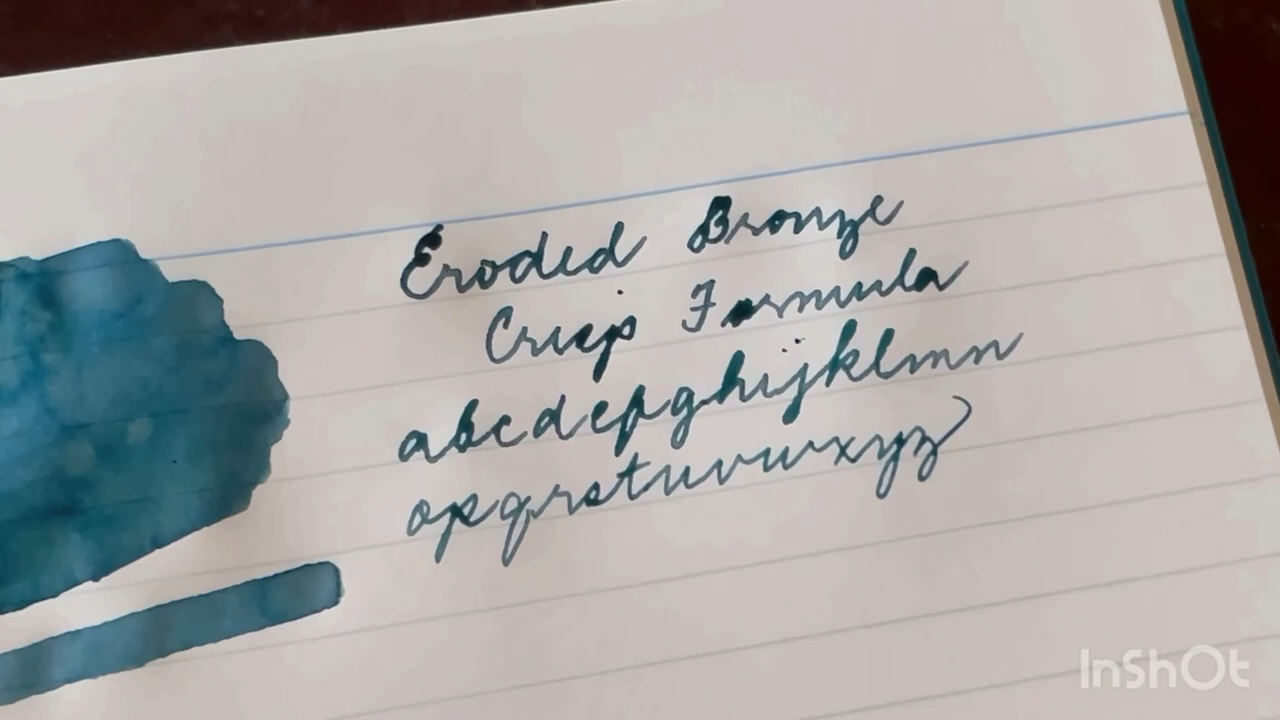 Eroded Bronze
Crisp Formula
abcdefghijklmn
opqrstuvwxyz
InShOt